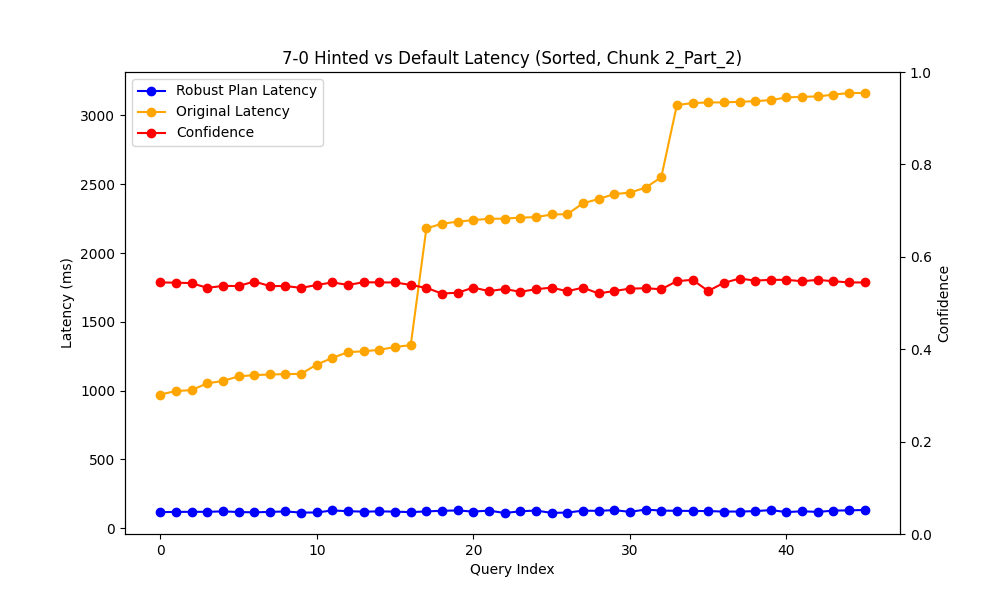 7-0 Hinted vs Default Latency (Sorted, Chunk 2_Part_2)
Robust Plan Latency
Original Latency
Confidence
3000
2500
2000
1500
1000
500
0
Latency (ms)
1.0
0.8
0.6
0.4
0.2
0.0
Confidence
0
10
20
30
40
Query Index